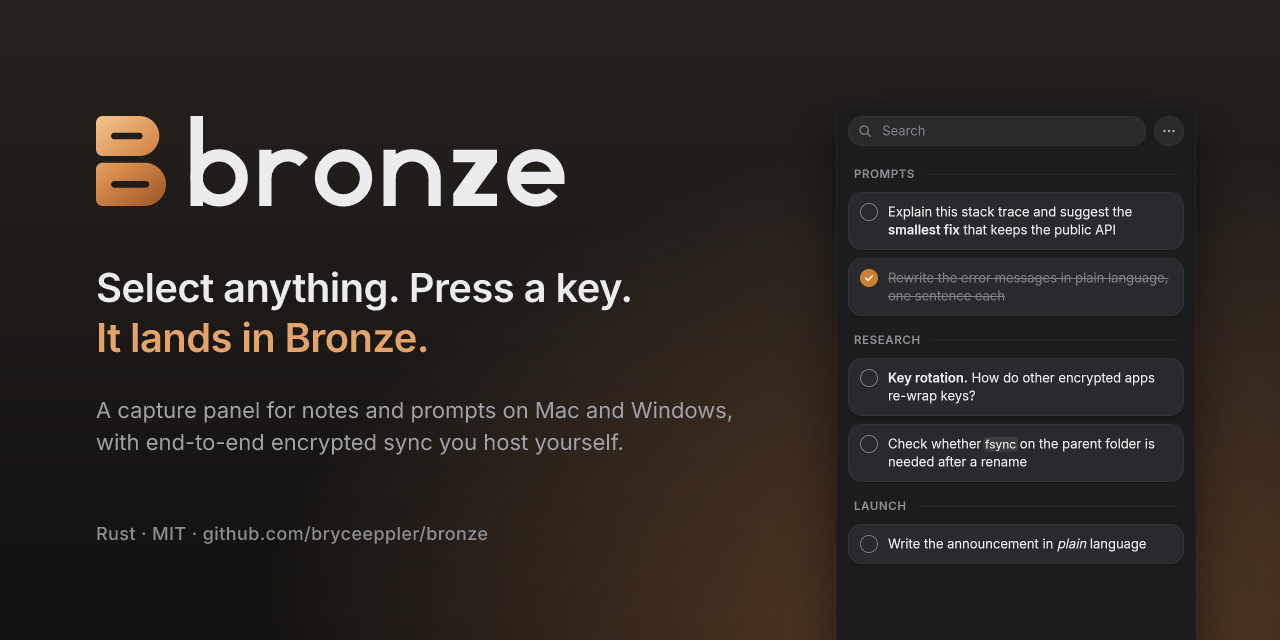 bronze
Select anything. Press a key.
It lands in Bronze.
A capture panel for notes and prompts on Mac and Windows,
with end-to-end encrypted sync you host yourself.
Rust · MIT · github.com/bryceeppler/bronze
Search
PROMPTS
Explain this stack trace and suggest the
smallest fix that keeps the public API
Rewrite the error messages in plain language,
one sentence each
RESEARCH
Key rotation. How do other encrypted apps
re-wrap keys?
Check whether fsync on the parent folder is
needed after a rename
LAUNCH
Write the announcement in plain language